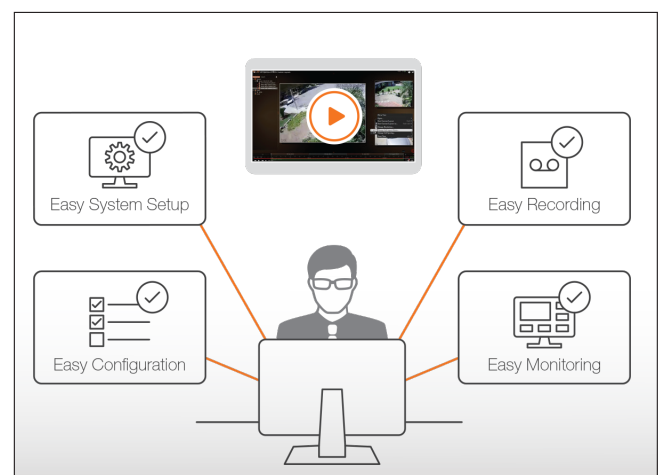 Easy System Setup
Easy Recording
Easy Configuration
Easy Monitoring